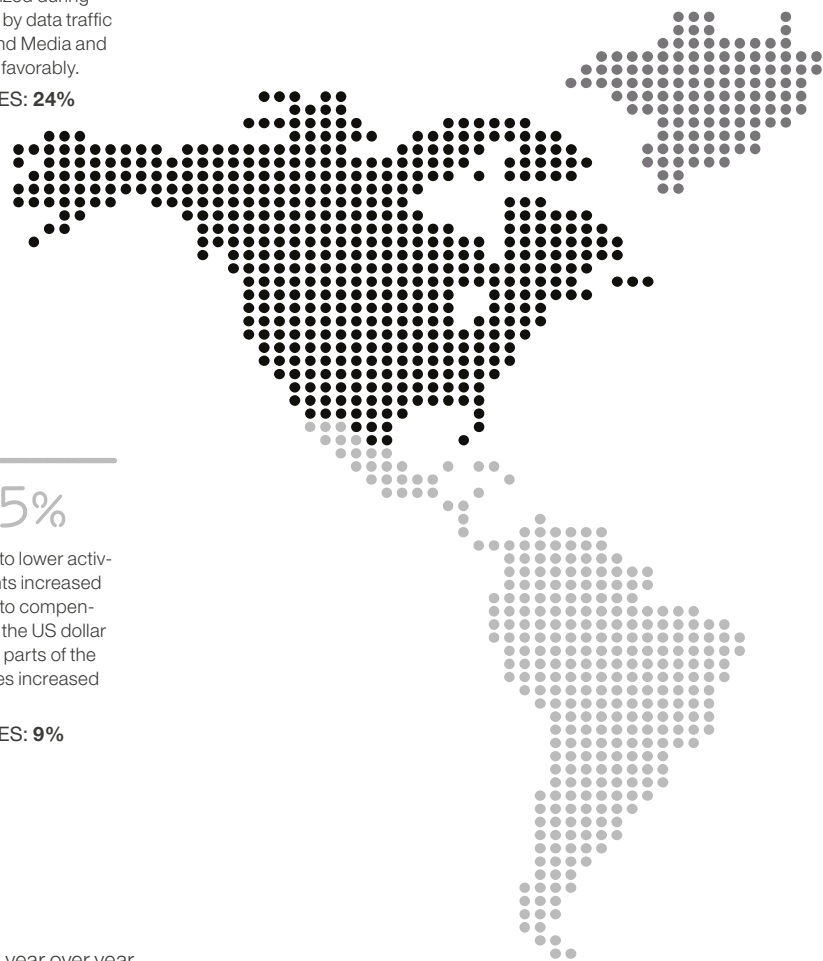 by data traffic
nd Media and
favorably.
ES: 24%
5%
to lower activ-
nts increased
to compen-
the US dollar
parts of the
es increased
ES: 9%
year over year